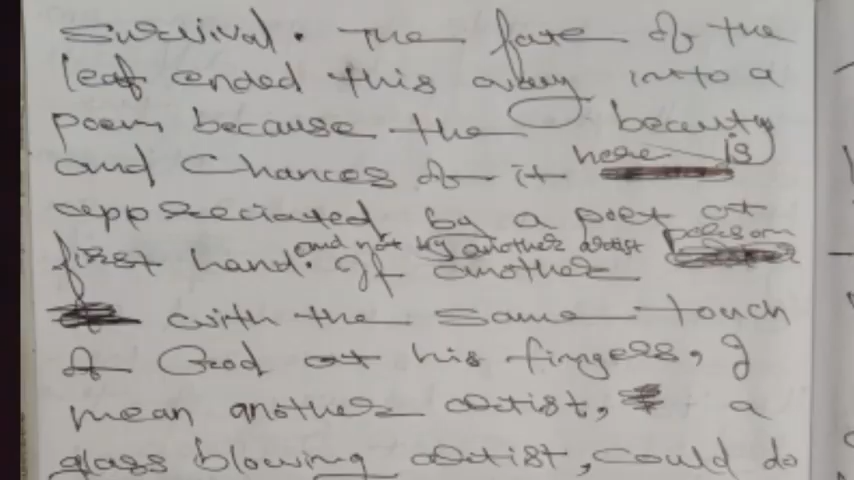 Survival. The fate of the
leaf ended this way into a
poem because the beauty
and Chances of it here is
appreciated by a poet at
first hand. and not by another artist If another person
with the same touch
of God at his fingers, I
mean another artist, a
glass blowing artist, could do